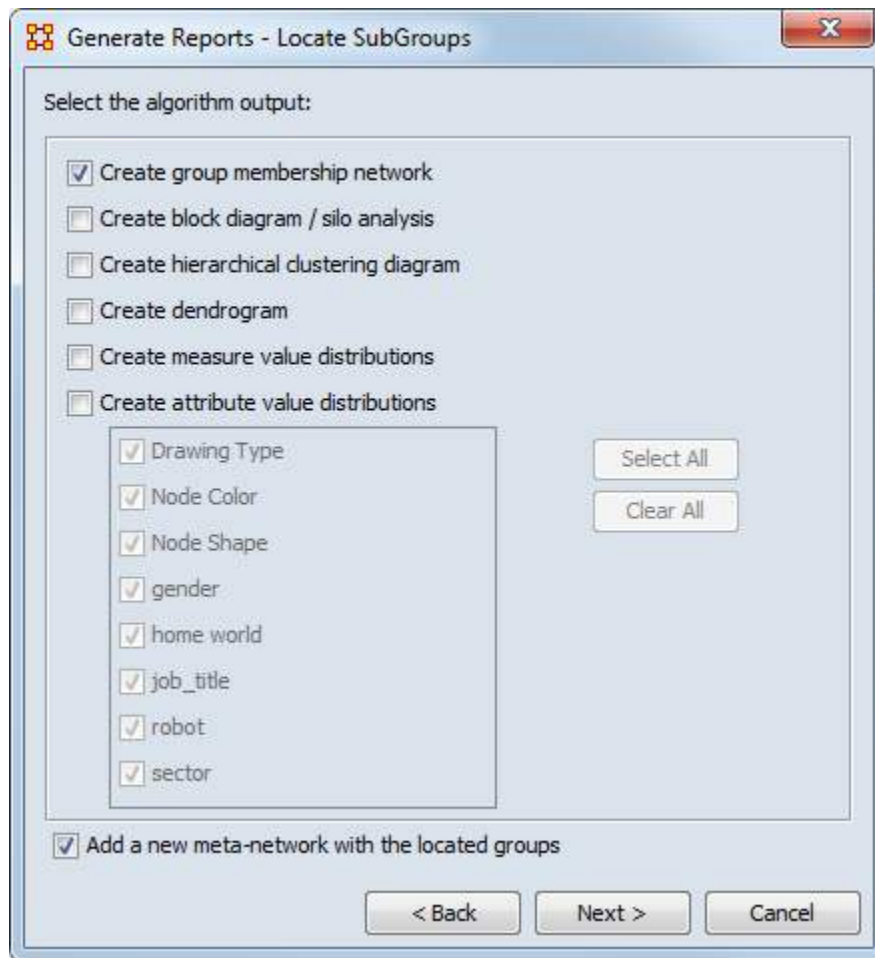 Generate Reports - Locate SubGroups
Select the algorithm output:
Create group membership network
Create block diagram / silo analysis
Create hierarchical clustering diagram
Create dendrogram
Create measure value distributions
Create attribute value distributions
Drawing Type
Select All
Node Color
Clear All
Node Shape
gender
home world
job_title
robot
sector
Add a new meta-network with the located groups
< Back
Next >
Cancel